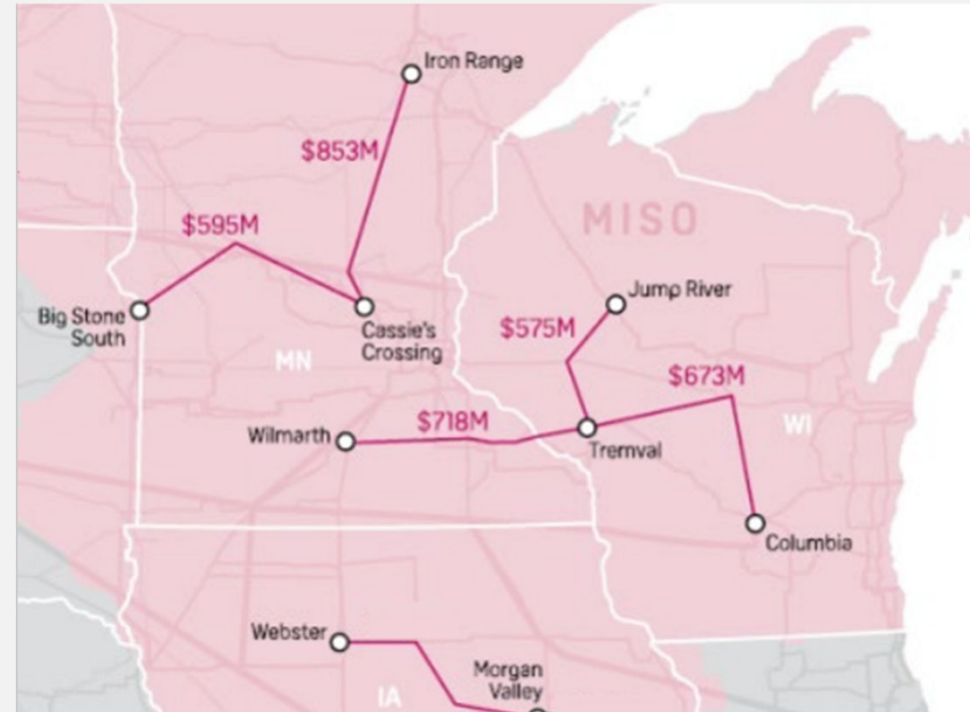 Iron Range
$853M
$595M
MISO
Jump River
Big Stone
South
Cassie's
Crossing
$575M
MN
$673M
Wilmarth
$718M
WI
Tremval
Columbia
Webster
Morgan
Valley
IA